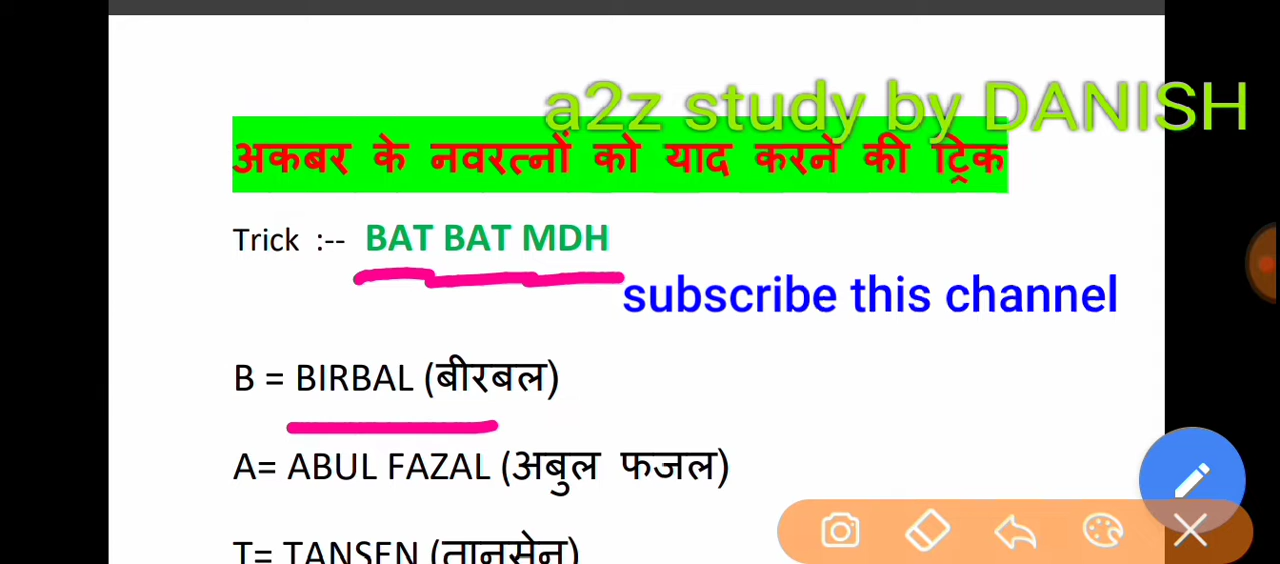 a2z study by DANISH
अकबर के नवरत्नों को याद करने की ट्रिक
Trick :-- BAT BAT MDH
subscribe this channel
B = BIRBAL (बीरबल)
A= ABUL FAZAL (अबुल फजल)
T= TANSEN (तानसेन)